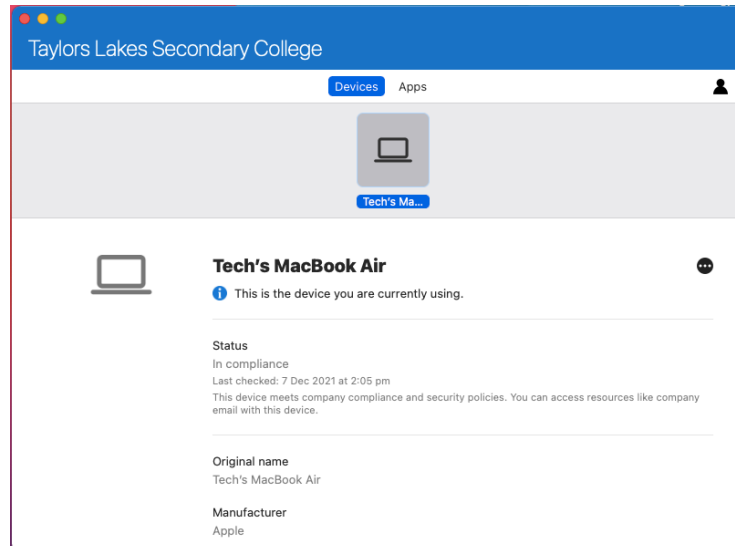 Taylors Lakes Secondary College
Devices Apps
Tech's Ma...
Tech's MacBook Air
This is the device you are currently using.
Status
In compliance
Last checked: 7 Dec 2021 at 2:05 pm
This device meets company compliance and security policies. You can access resources like company
email with this device.
Original name
Tech's MacBook Air
Manufacturer
Apple